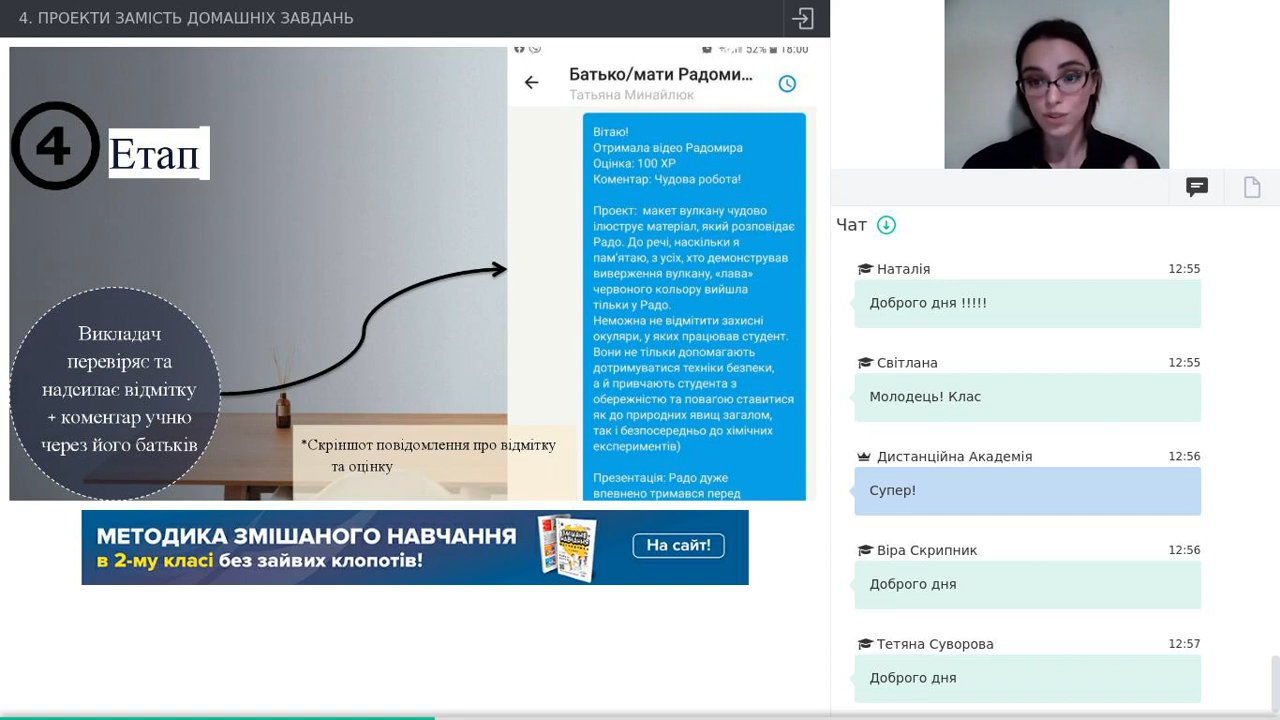 4. ПРОЕКТИ ЗАМІСТЬ ДОМАШНІХ ЗАВДАНЬ
4
Етап
Викладач
перевіряє та
надсилає відмітку
+ коментар учню
через його батьків
*Скріншот повідомлення про відмітку
та оцінку
52%
18:00
Батько/мати Радоми...
Татьяна Минайлюк
Вітаю!
Отримала відео Радомира
Оцінка: 100 ХР
Коментар: Чудова робота!
Проект: макет вулкану чудово
ілюструє матеріал, який розповідає
Радо. До речі, наскільки я
пам'ятаю, з усіх, хто демонстрував
виверження вулкану, «лава»
червоного кольору вийшла
тільки у Радо.
Неможна не відмітити захисні
окуляри, у яких працював студент.
Вони не тільки допомагають
дотримуватися техніки безпеки,
а й привчають студента з
обережністю та повагою ставитися
як до природних явищ загалом,
так і безпосередньо до хімічних
експериментів)
Презентація: Радо дуже
впевнено тримався перед
МЕТОДИКА ЗМІШАНОГО НАВЧАННЯ
в 2-му класі без зайвих клопотів!
На сайт!
Чат
Наталія 12:55
Доброго дня !!!!!
Світлана 12:55
Молодець! Клас
Дистанційна Академія 12:56
Супер!
Віра Скрипник 12:56
Доброго дня
Тетяна Суворова 12:57
Доброго дня